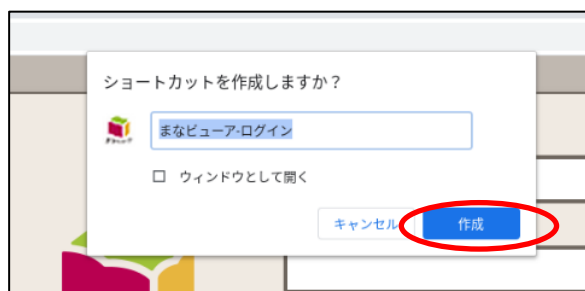 ショートカットを作成しますか？
まなビューア-ログイン
ウィンドウとして開く
キャンセル
作成